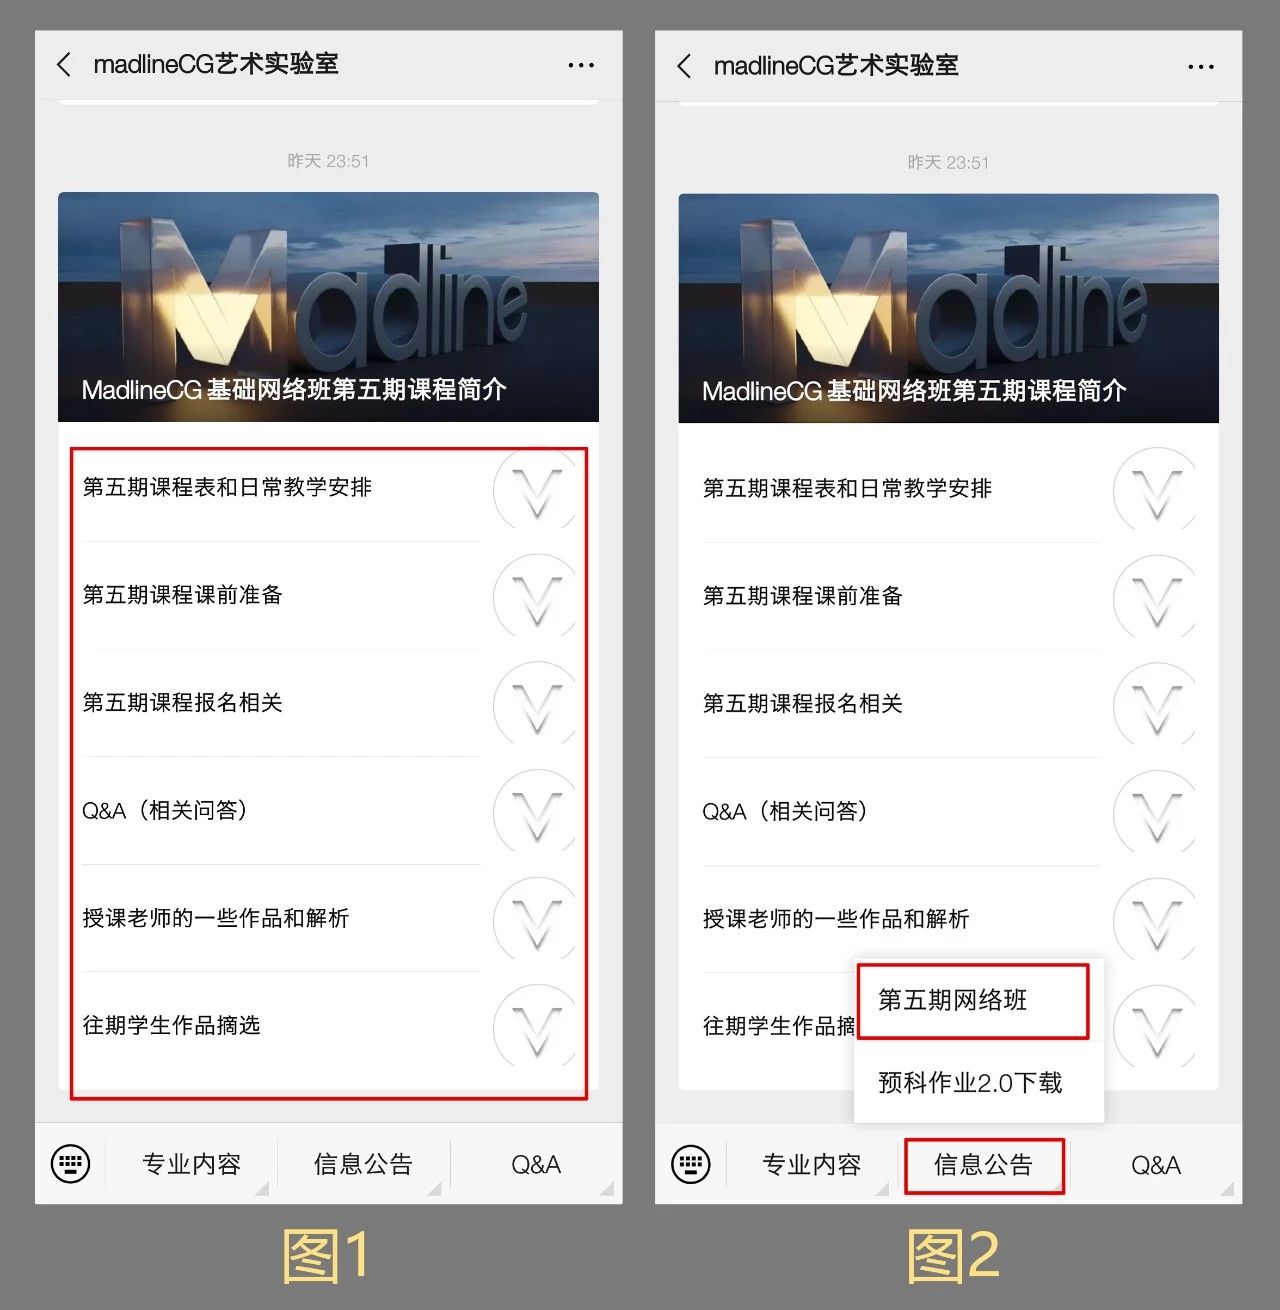 madlineCG艺术实验室
昨天 23:51
Madline
MadlineCG 基础网络班第五期课程简介
第五期课程表和日常教学安排
第五期课程课前准备
第五期课程报名相关
Q&A（相关问答）
授课老师的一些作品和解析
往期学生作品摘选
专业内容
信息公告
Q&A
图1
madlineCG艺术实验室
昨天 23:51
Madline
MadlineCG 基础网络班第五期课程简介
第五期课程表和日常教学安排
第五期课程课前准备
第五期课程报名相关
Q&A（相关问答）
授课老师的一些作品和解析
往期学生作品摘
第五期网络班
预科作业2.0下载
专业内容
信息公告
Q&A
图2